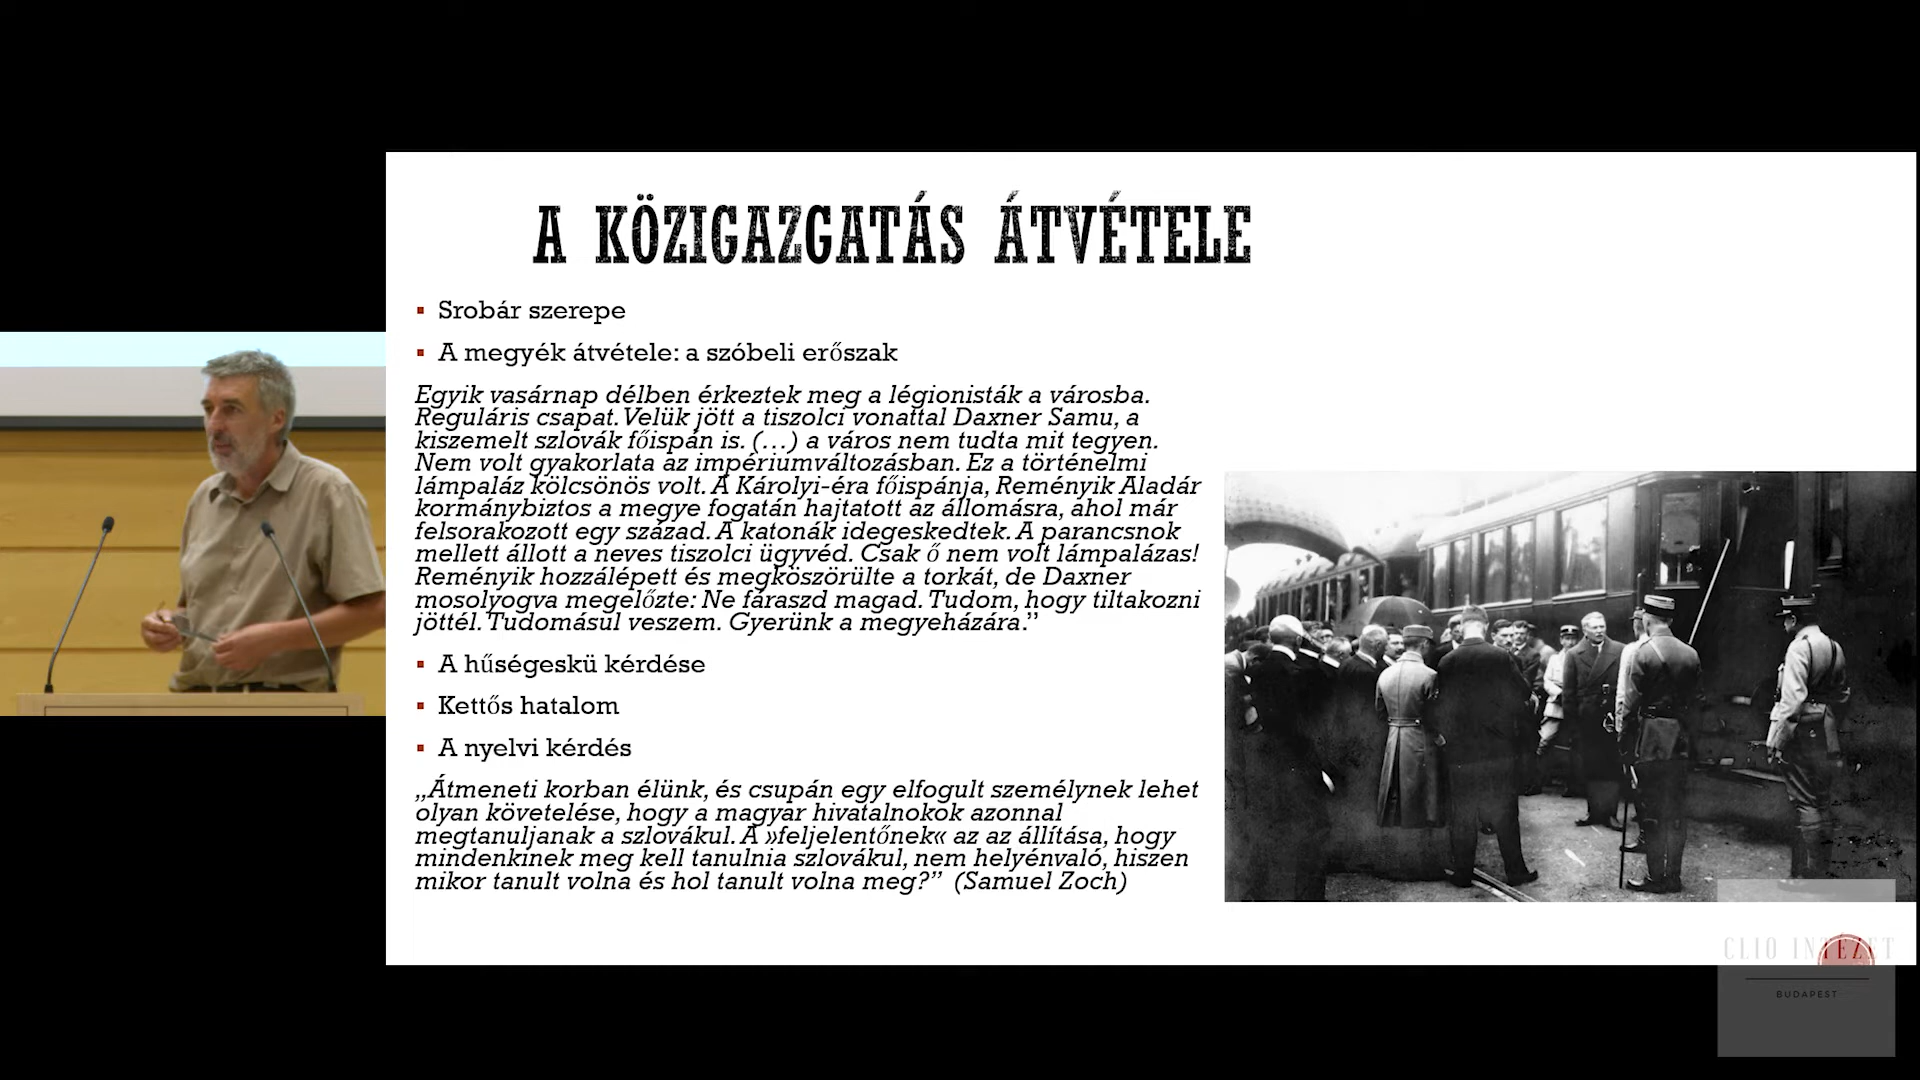 A KÖZIGAZGATÁS ÁTVÉTELE
▪ Srobár szerepe
▪ A megyék átvétele: a szóbeli erőszak
Egyik vasárnap délben érkeztek meg a légionisták a városba.
Reguláris csapat. Velük jött a tiszolci vonattal Daxner Samu, a
kiszemelt szlovák főispán is. (…) a város nem tudta mit tegyen.
Nem volt gyakorlata az impériumváltozásban. Ez a történelmi
lámpaláz kölcsönös volt. A Károlyi-éra főispánja, Reményik Aladár
kormánybiztos a megye fogatán hajtatott az állomásra, ahol már
felsorakozott egy század. A katonák idegeskedtek. A parancsnok
mellett állott a neves tiszolci ügyvéd. Csak ő nem volt lámpalázas!
Reményik hozzálépett és megköszörülte a torkát, de Daxner
mosolyogva megelőzte: Ne fáraszd magad. Tudom, hogy tiltakozni
jöttél. Tudomásul veszem. Gyerünk a megyeházára.”
▪ A hűségeskü kérdése
▪ Kettős hatalom
▪ A nyelvi kérdés
„Átmeneti korban élünk, és csupán egy elfogult személynek lehet
olyan követelése, hogy a magyar hivatalnokok azonnal
megtanuljanak a szlovákul. A »feljelentőnek« az az állítása, hogy
mindenkinek meg kell tanulnia szlovákul, nem helyénvaló, hiszen
mikor tanult volna és hol tanult volna meg?” (Samuel Zoch)
CLIO INTÉZET
BUDAPEST